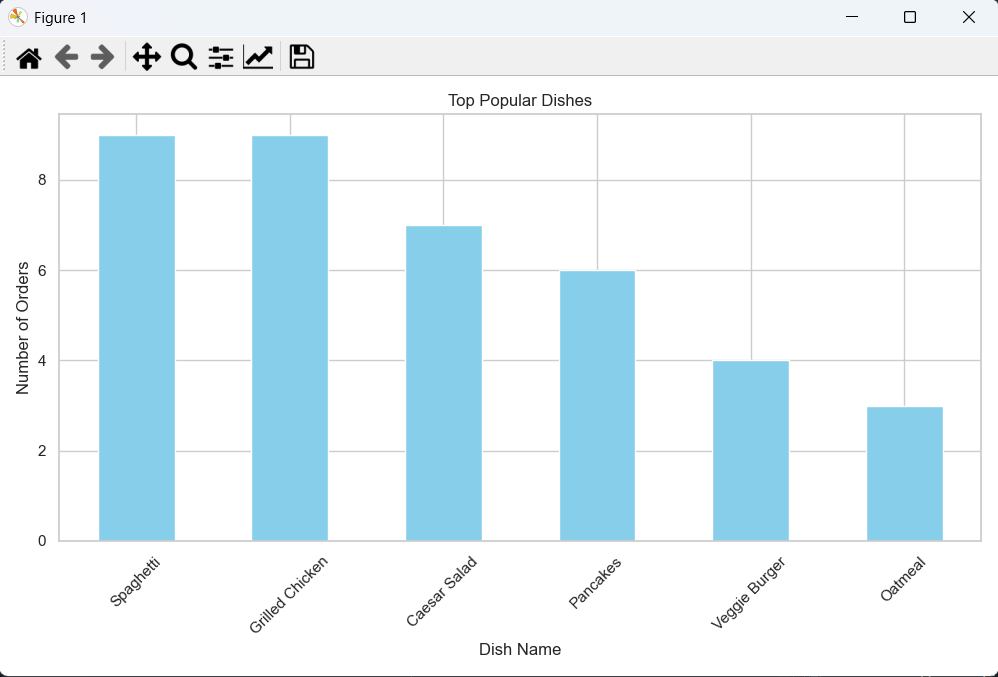 Figure 1
Top Popular Dishes
Number of Orders
8
6
4
2
0
Spaghetti
Grilled Chicken
Caesar Salad
Pancakes
Veggie Burger
Oatmeal
Dish Name